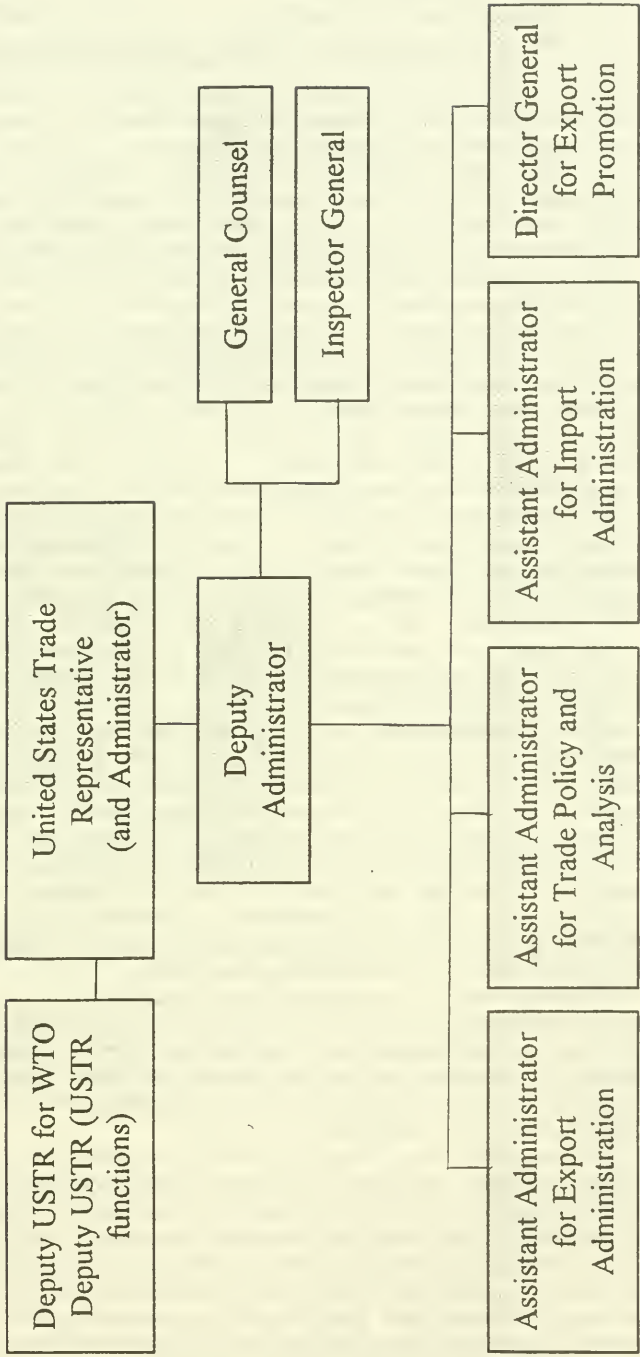 Deputy USTR for WTO
Deputy USTR (USTR
functions)
United States Trade
Representative
(and Administrator)
Deputy
Administrator
General Counsel
Inspector General
Assistant Administrator
for Export
Administration
Assistant Administrator
for Trade Policy and
Analysis
Assistant Administrator
for Import
Administration
Director General
for Export
Promotion